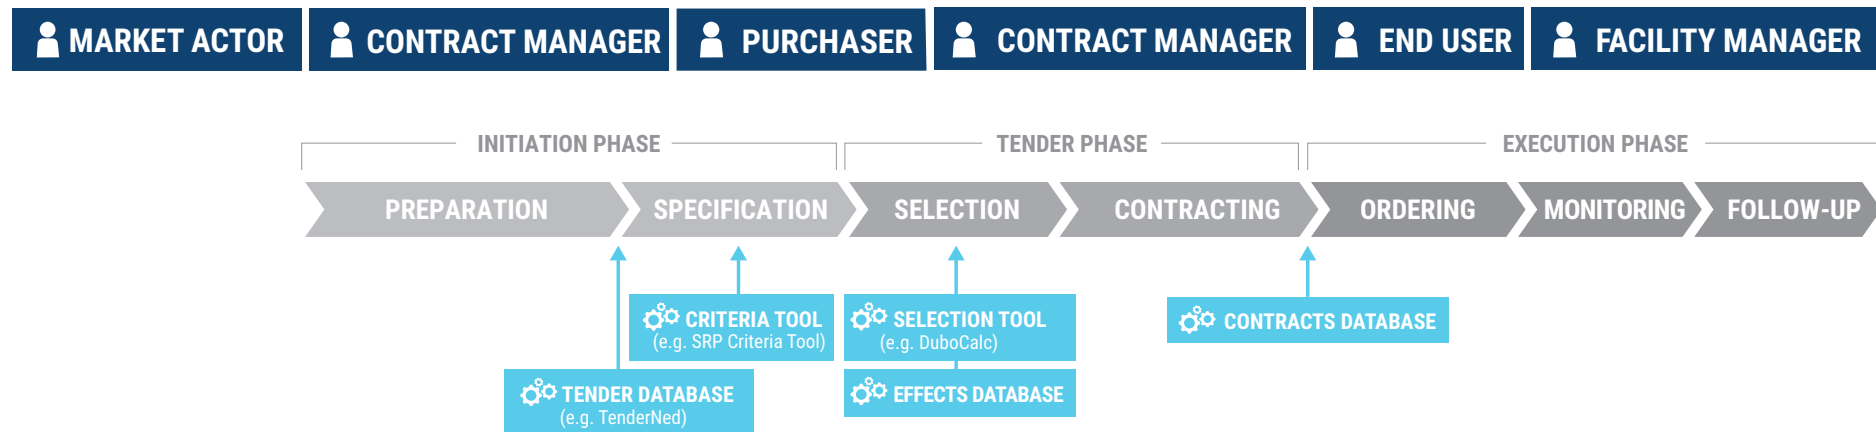 MARKET ACTOR
CONTRACT MANAGER
PURCHASER
CONTRACT MANAGER
END USER
FACILITY MANAGER
INITIATION PHASE
TENDER PHASE
EXECUTION PHASE
PREPARATION
SPECIFICATION
SELECTION
CONTRACTING
ORDERING
MONITORING
FOLLOW-UP
CRITERIA TOOL
(e.g. SRP Criteria Tool)
SELECTION TOOL
(e.g. DuboCalc)
CONTRACTS DATABASE
TENDER DATABASE
(e.g. TenderNed)
EFFECTS DATABASE